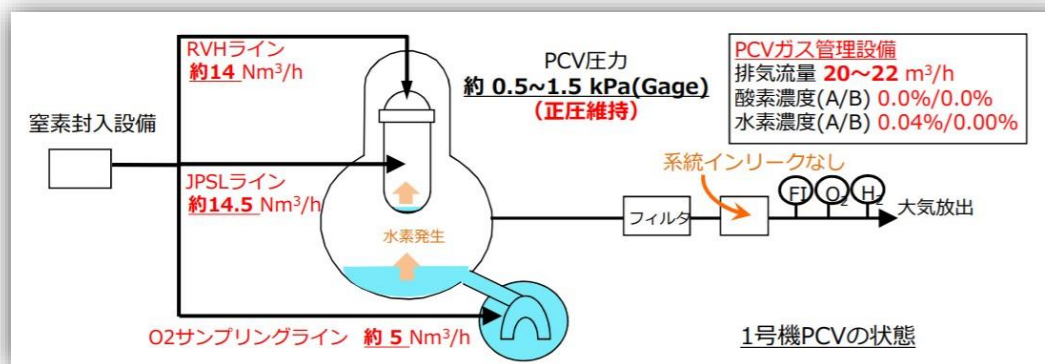 RVHライン
約14 Nm³/h
窒素封入設備
JPSLライン
約14.5 Nm³/h
水素発生
O2サンプリングライン 約 5 Nm³/h
PCV圧力
約 0.5~1.5 kPa(Gage)
(正圧維持)
PCVガス管理設備
排気流量 20～22 m³/h
酸素濃度(A/B) 0.0%/0.0%
水素濃度(A/B) 0.04%/0.00%
系統インリークなし
フィルタ
FI
O₂
H₂
大気放出
1号機PCVの状態